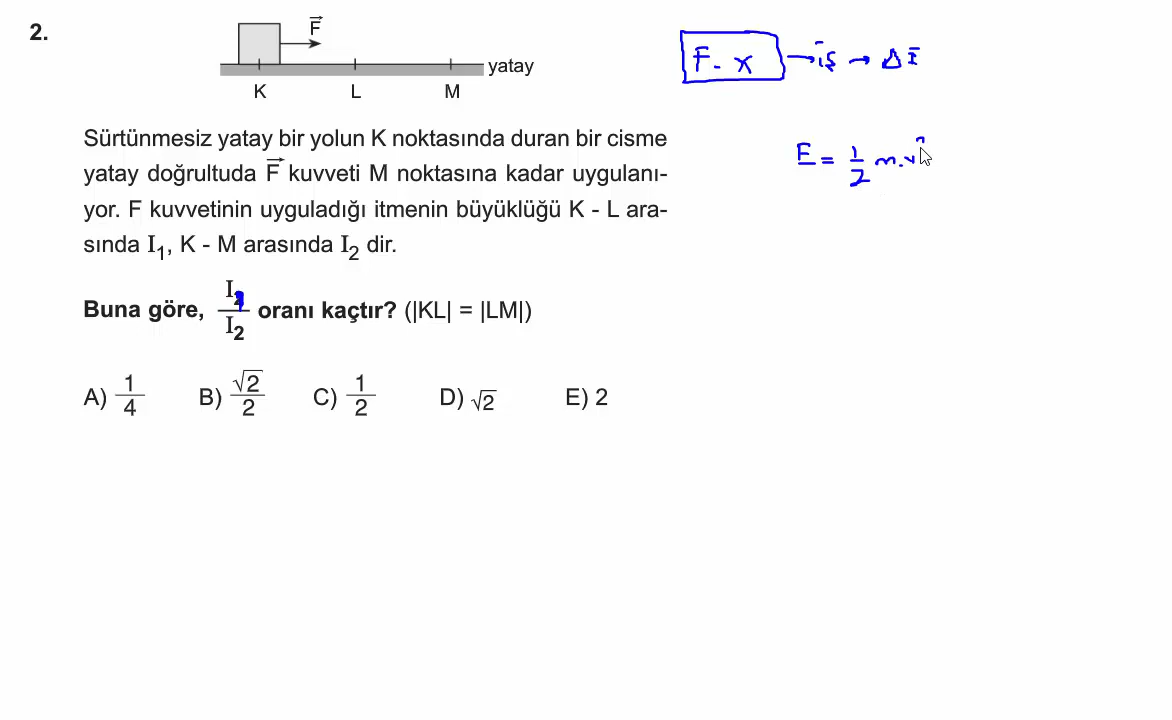 2.
F
yatay
K L M
F - x → iş → ΔI
E = 1/2 m.v²
Sürtünmesiz yatay bir yolun K noktasında duran bir cisme
yatay doğrultuda F kuvveti M noktasına kadar uygulanı-
yor. F kuvvetinin uyguladığı itmenin büyüklüğü K - L ara-
sında I₁, K - M arasında I₂ dir.
Buna göre, I₁/I₂ oranı kaçtır? (|KL| = |LM|)
A) 1/4 B) √2/2 C) 1/2 D) √2 E) 2